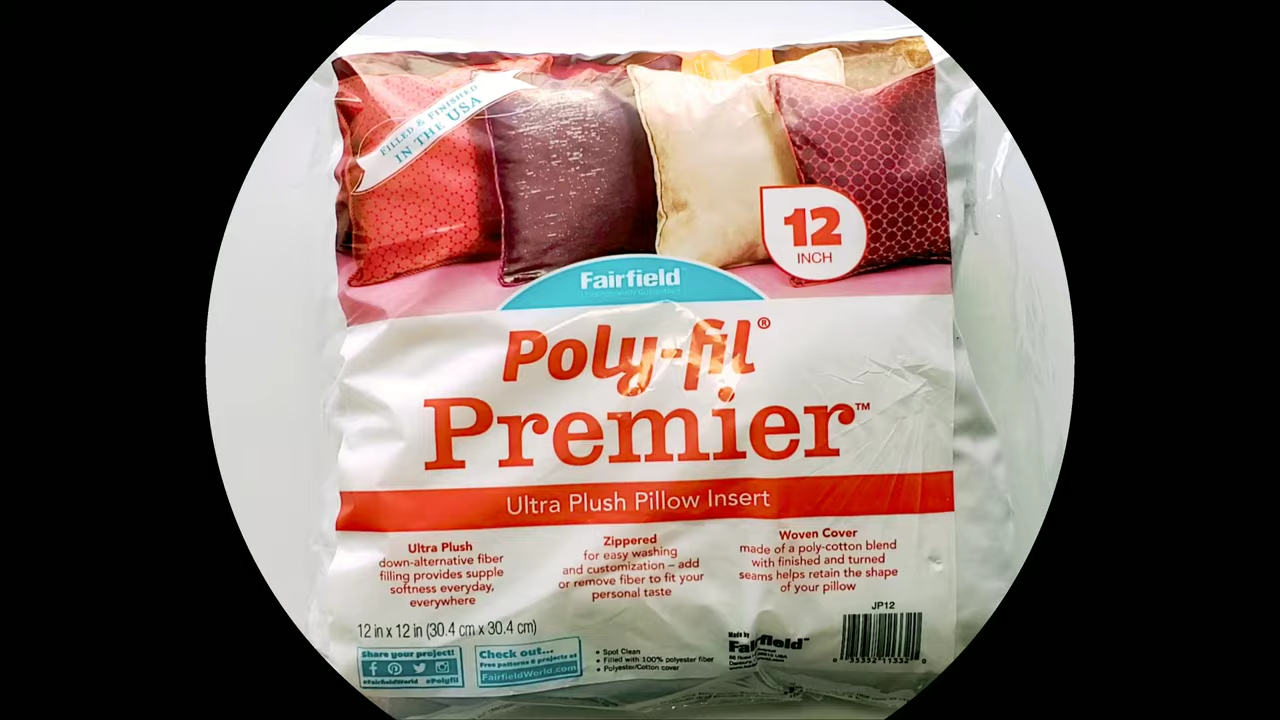 FILLED & FINISHED
IN THE USA
12
INCH
Fairfield
Poly-fil®
Premier™
Ultra Plush Pillow Insert
Ultra Plush
down-alternative fiber
filling provides supple
softness everyday,
everywhere
Zippered
for easy washing
and customization – add
or remove fiber to fit your
personal taste
Woven Cover
made of a poly-cotton blend
with finished and turned
seams helps retain the shape
of your pillow
12 in x 12 in (30.4 cm x 30.4 cm)
Share your project!
#FairfieldWorld #Polyfil
Check out...
Free patterns & projects at
FairfieldWorld.com
• Spot Clean
• Filled with 100% polyester fiber
• Polyester/Cotton cover
Made by
JP12
0 33332 11332 0